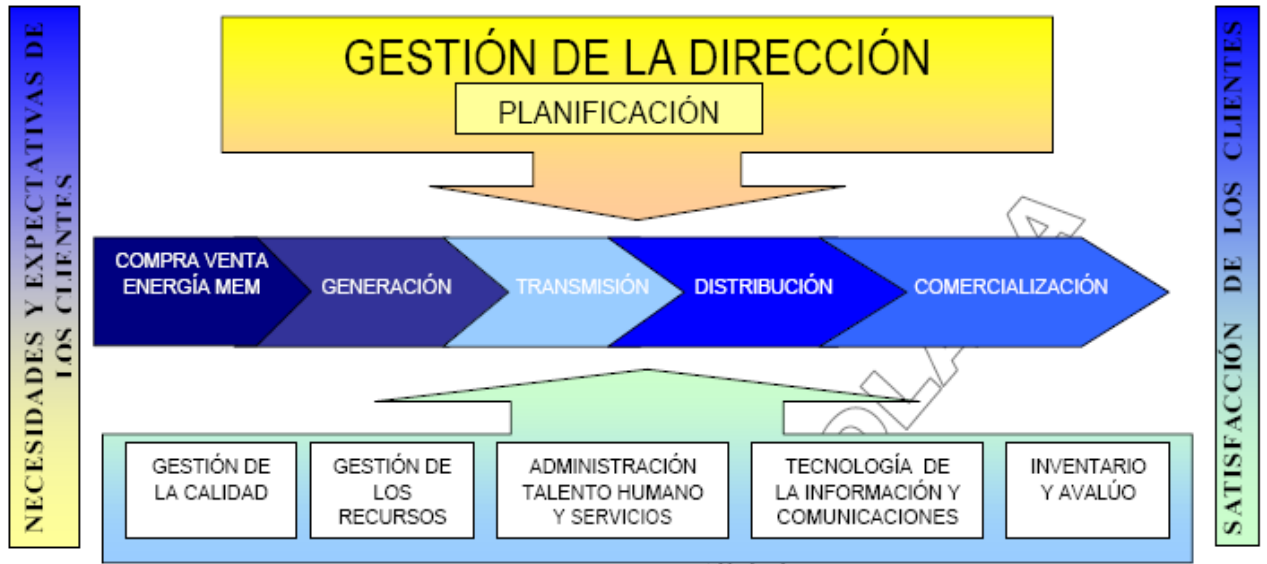 NECESIDADES Y EXPECTATIVAS DE
LOS CLIENTES
GESTIÓN DE LA DIRECCIÓN
PLANIFICACIÓN
COMPRA VENTA
ENERGÍA MEM
GENERACIÓN
TRANSMISIÓN
DISTRIBUCIÓN
COMERCIALIZACIÓN
GESTIÓN DE
LA CALIDAD
GESTIÓN DE
LOS
RECURSOS
ADMINISTRACIÓN
TALENTO HUMANO
Y SERVICIOS
TECNOLOGÍA DE
LA INFORMACIÓN Y
COMUNICACIONES
INVENTARIO
Y AVALÚO
SATISFACCIÓN DE LOS CLIENTES